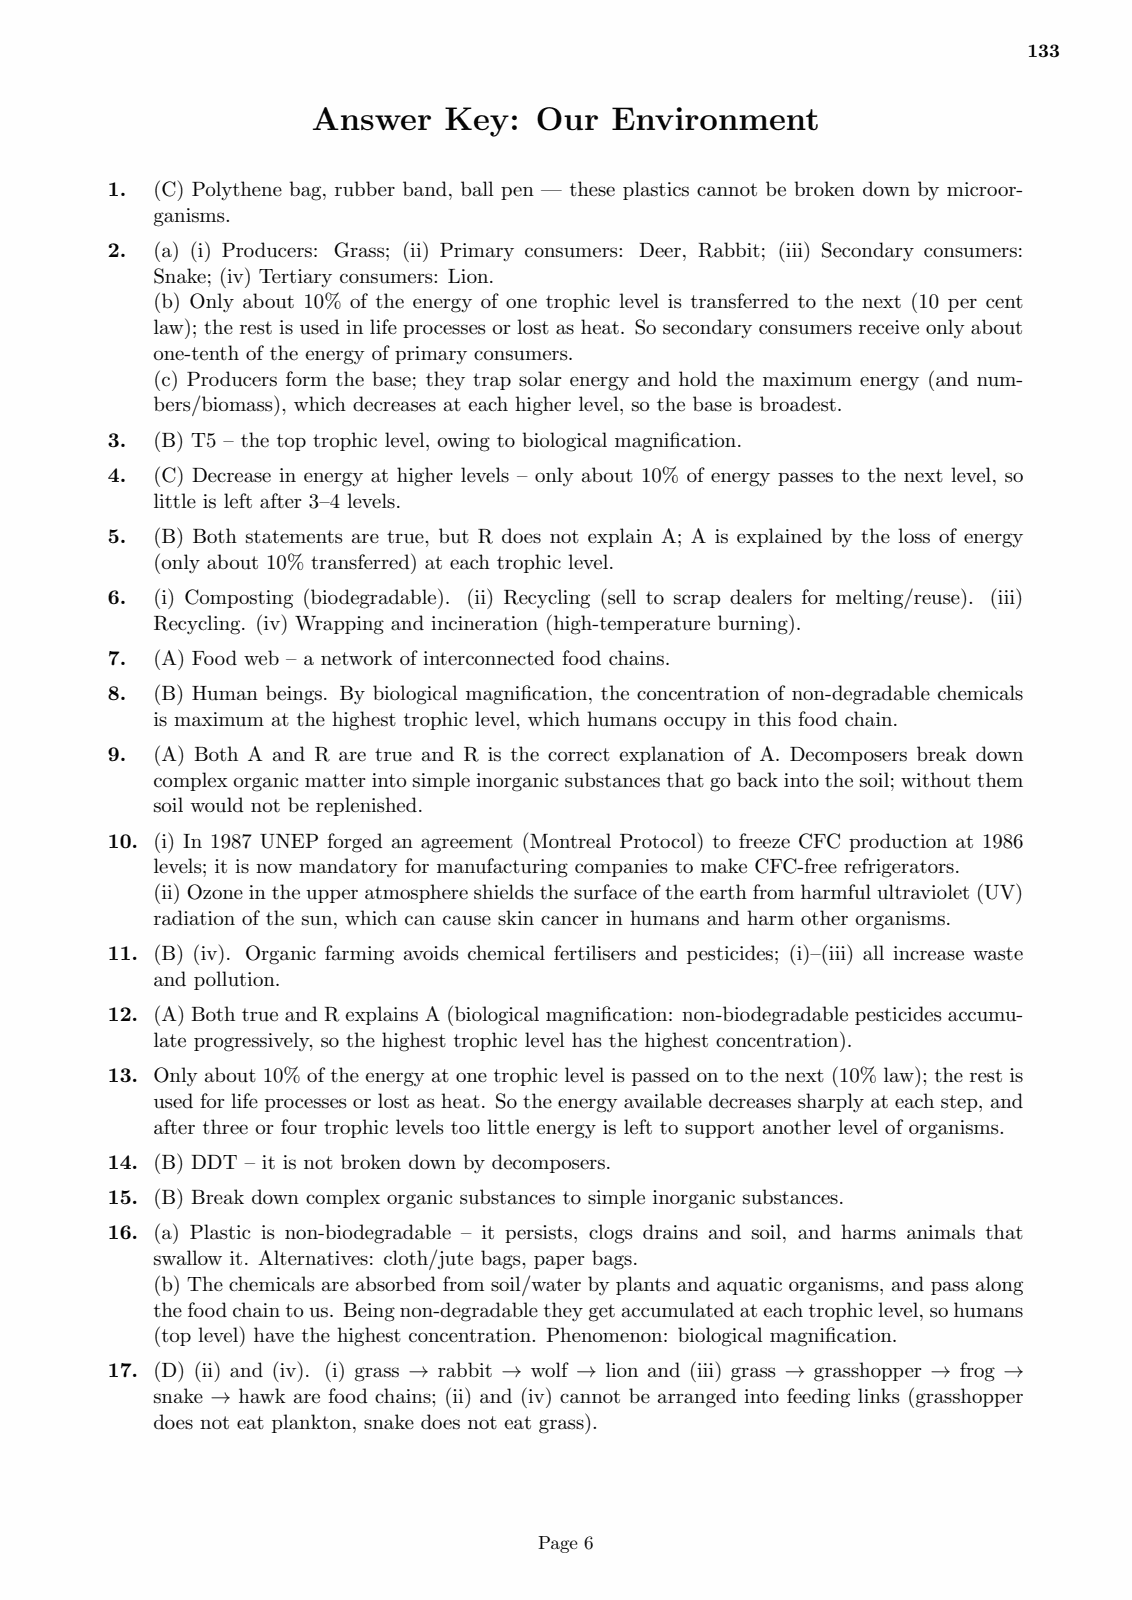 133
Answer Key: Our Environment
1. (C) Polythene bag, rubber band, ball pen — these plastics cannot be broken down by microor-
ganisms.
2. (a) (i) Producers: Grass; (ii) Primary consumers: Deer, Rabbit; (iii) Secondary consumers:
Snake; (iv) Tertiary consumers: Lion.
(b) Only about 10% of the energy of one trophic level is transferred to the next (10 per cent
law); the rest is used in life processes or lost as heat. So secondary consumers receive only about
one-tenth of the energy of primary consumers.
(c) Producers form the base; they trap solar energy and hold the maximum energy (and num-
bers/biomass), which decreases at each higher level, so the base is broadest.
3. (B) T5 – the top trophic level, owing to biological magnification.
4. (C) Decrease in energy at higher levels – only about 10% of energy passes to the next level, so
little is left after 3–4 levels.
5. (B) Both statements are true, but R does not explain A; A is explained by the loss of energy
(only about 10% transferred) at each trophic level.
6. (i) Composting (biodegradable). (ii) Recycling (sell to scrap dealers for melting/reuse). (iii)
Recycling. (iv) Wrapping and incineration (high-temperature burning).
7. (A) Food web – a network of interconnected food chains.
8. (B) Human beings. By biological magnification, the concentration of non-degradable chemicals
is maximum at the highest trophic level, which humans occupy in this food chain.
9. (A) Both A and R are true and R is the correct explanation of A. Decomposers break down
complex organic matter into simple inorganic substances that go back into the soil; without them
soil would not be replenished.
10. (i) In 1987 UNEP forged an agreement (Montreal Protocol) to freeze CFC production at 1986
levels; it is now mandatory for manufacturing companies to make CFC-free refrigerators.
(ii) Ozone in the upper atmosphere shields the surface of the earth from harmful ultraviolet (UV)
radiation of the sun, which can cause skin cancer in humans and harm other organisms.
11. (B) (iv). Organic farming avoids chemical fertilisers and pesticides; (i)–(iii) all increase waste
and pollution.
12. (A) Both true and R explains A (biological magnification: non-biodegradable pesticides accumu-
late progressively, so the highest trophic level has the highest concentration).
13. Only about 10% of the energy at one trophic level is passed on to the next (10% law); the rest is
used for life processes or lost as heat. So the energy available decreases sharply at each step, and
after three or four trophic levels too little energy is left to support another level of organisms.
14. (B) DDT – it is not broken down by decomposers.
15. (B) Break down complex organic substances to simple inorganic substances.
16. (a) Plastic is non-biodegradable – it persists, clogs drains and soil, and harms animals that
swallow it. Alternatives: cloth/jute bags, paper bags.
(b) The chemicals are absorbed from soil/water by plants and aquatic organisms, and pass along
the food chain to us. Being non-degradable they get accumulated at each trophic level, so humans
(top level) have the highest concentration. Phenomenon: biological magnification.
17. (D) (ii) and (iv). (i) grass → rabbit → wolf → lion and (iii) grass → grasshopper → frog →
snake → hawk are food chains; (ii) and (iv) cannot be arranged into feeding links (grasshopper
does not eat plankton, snake does not eat grass).
Page 6